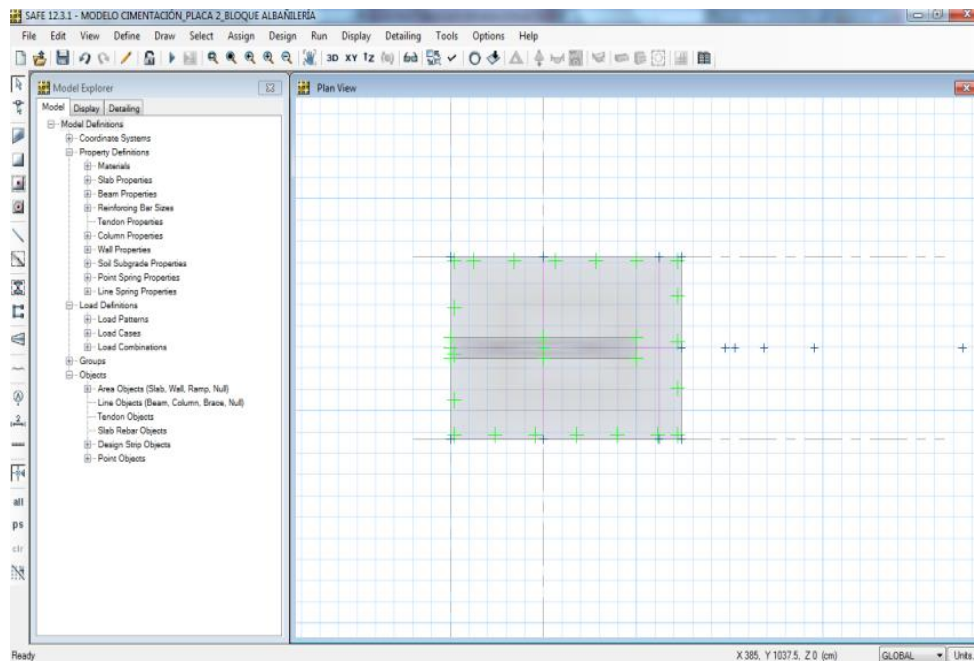 SAFE 12.3.1 - MODELO CIMENTACIÓN_PLACA 2_BLOQUE ALBAÑILERÍA
File Edit View Define Draw Select Assign Design Run Display Detailing Tools Options Help
3D XY YZ
Model Explorer
Model Display Detailing
Model Definitions
Coordinate Systems
Property Definitions
Materials
Slab Properties
Beam Properties
Reinforcing Bar Sizes
Tendon Properties
Column Properties
Wall Properties
Soil Subgrade Properties
Point Spring Properties
Line Spring Properties
Load Definitions
Load Patterns
Load Cases
Load Combinations
Groups
Objects
Area Objects (Slab, Wall, Ramp, Null)
Line Objects (Beam, Column, Brace, Null)
Tendon Objects
Slab Rebar Objects
Design Strip Objects
Point Objects
Plan View
all
ps
clr
Ready
X 385, Y 1037.5, Z 0 (cm)
GLOBAL
Units